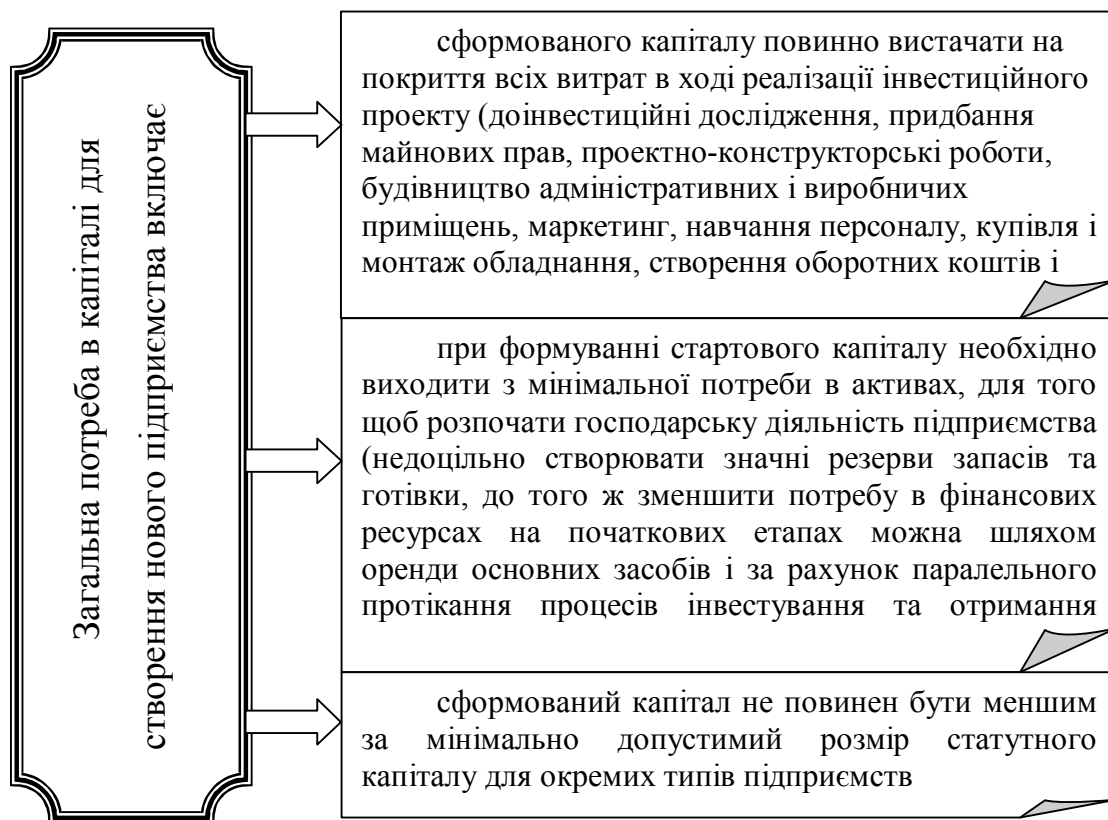 Загальна потреба в капіталі для
створення нового підприємства включає
сформованого капіталу повинно вистачати на
покриття всіх витрат в ході реалізації інвестиційного
проекту (доінвестиційні дослідження, придбання
майнових прав, проектно-конструкторські роботи,
будівництво адміністративних і виробничих
приміщень, маркетинг, навчання персоналу, купівля і
монтаж обладнання, створення оборотних коштів і
при формуванні стартового капіталу необхідно
виходити з мінімальної потреби в активах, для того
щоб розпочати господарську діяльність підприємства
(недоцільно створювати значні резерви запасів та
готівки, до того ж зменшити потребу в фінансових
ресурсах на початкових етапах можна шляхом
оренди основних засобів і за рахунок паралельного
протікання процесів інвестування та отримання
сформований капітал не повинен бути меншим
за мінімально допустимий розмір статутного
капіталу для окремих типів підприємств